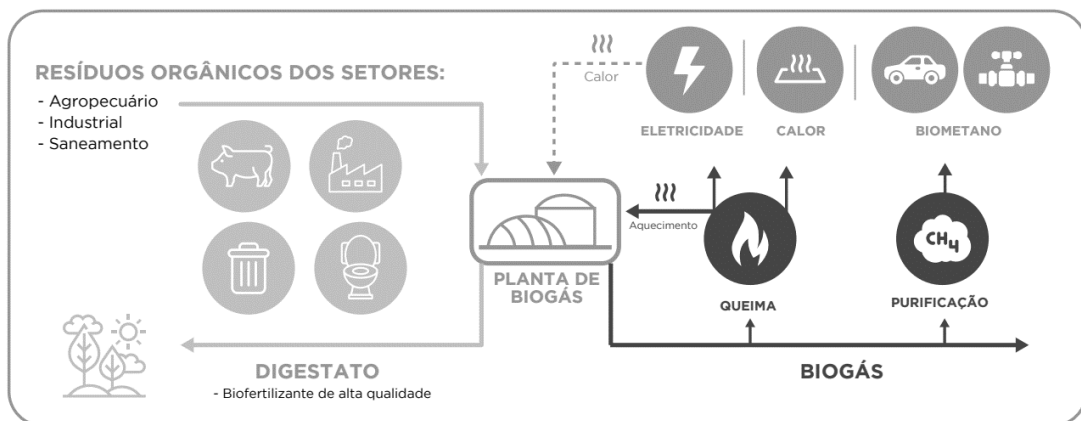 RESÍDUOS ORGÂNICOS DOS SETORES:
- Agropecuário
- Industrial
- Saneamento
Calor
ELETRICIDADE
CALOR
BIOMETANO
Aquecimento
CH4
PLANTA DE
BIOGÁS
QUEIMA
PURIFICAÇÃO
DIGESTATO
- Biofertilizante de alta qualidade
BIOGÁS